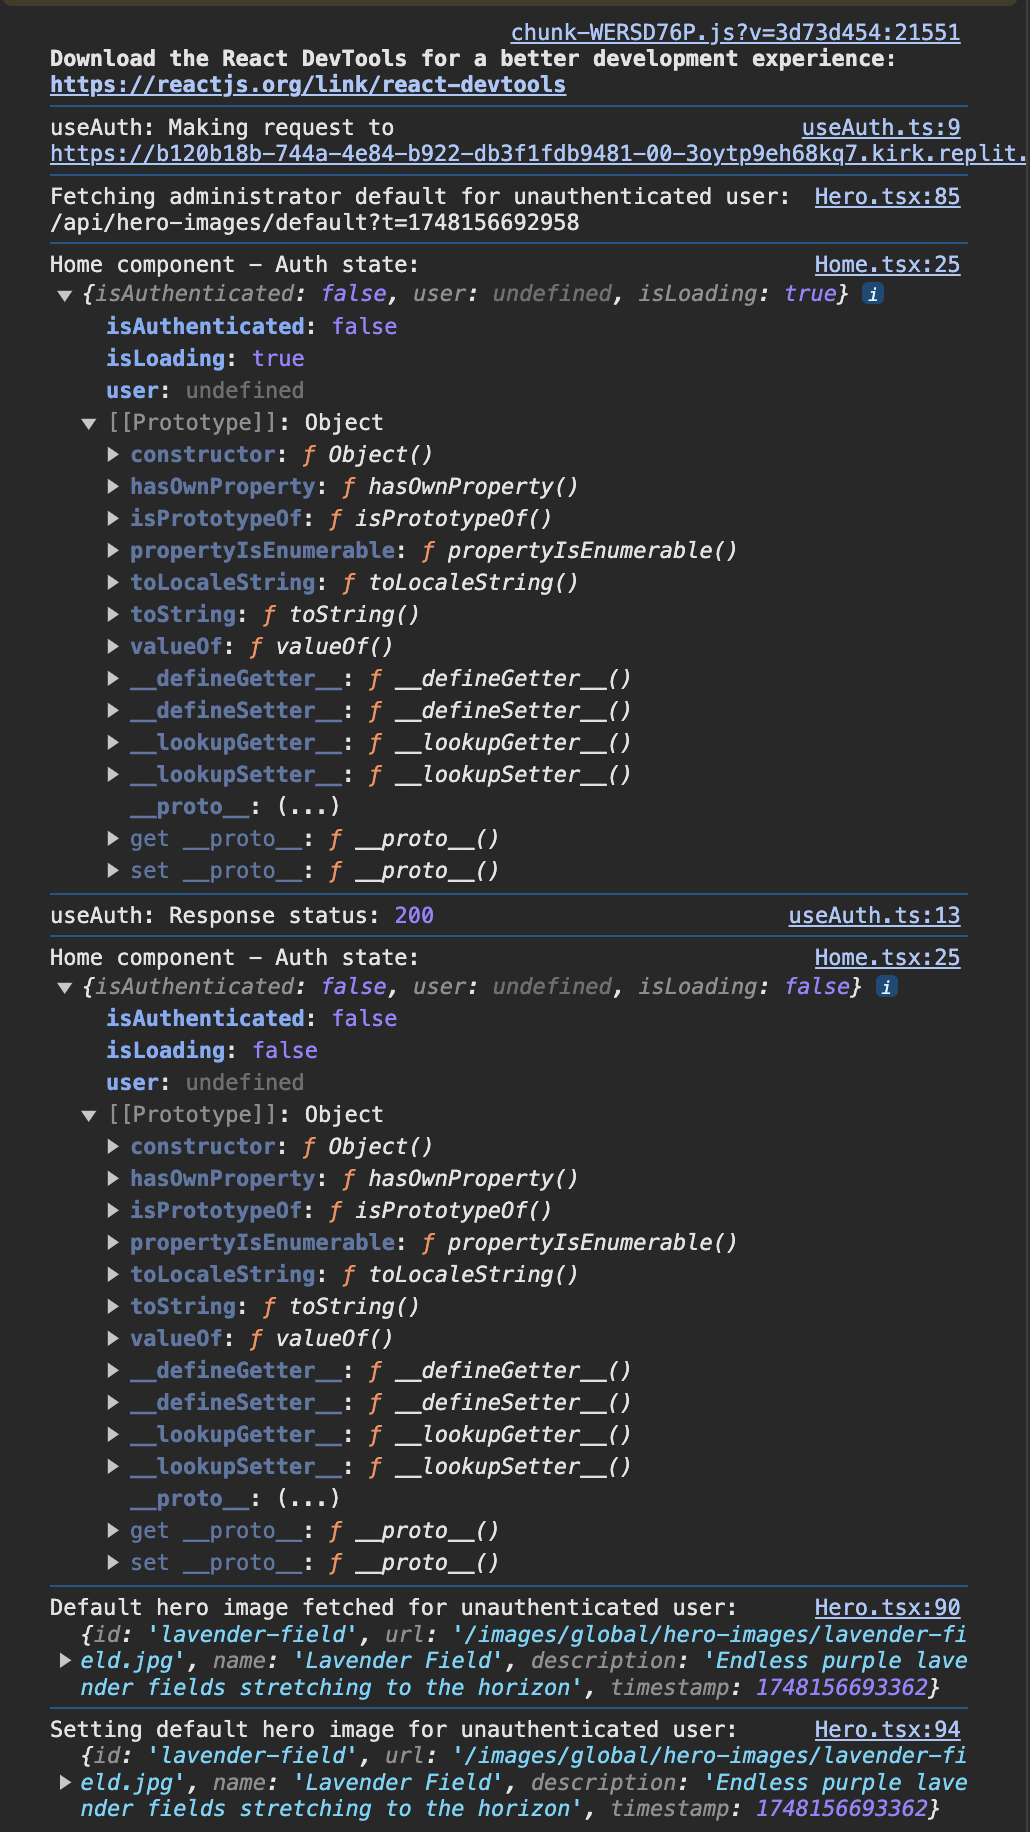 chunk-WERSD76P.js?v=3d73d454:21551
Download the React DevTools for a better development experience:
https://reactjs.org/link/react-devtools
useAuth: Making request to useAuth.ts:9
https://b120b18b-744a-4e84-b922-db3f1fdb9481-00-3oytp9eh68kq7.kirk.replit.
Fetching administrator default for unauthenticated user: Hero.tsx:85
/api/hero-images/default?t=1748156692958
Home component – Auth state: Home.tsx:25
▼ {isAuthenticated: false, user: undefined, isLoading: true} i
isAuthenticated: false
isLoading: true
user: undefined
▼ [[Prototype]]: Object
▶ constructor: ƒ Object()
▶ hasOwnProperty: ƒ hasOwnProperty()
▶ isPrototypeOf: ƒ isPrototypeOf()
▶ propertyIsEnumerable: ƒ propertyIsEnumerable()
▶ toLocaleString: ƒ toLocaleString()
▶ toString: ƒ toString()
▶ valueOf: ƒ valueOf()
▶ __defineGetter__: ƒ __defineGetter__()
▶ __defineSetter__: ƒ __defineSetter__()
▶ __lookupGetter__: ƒ __lookupGetter__()
▶ __lookupSetter__: ƒ __lookupSetter__()
__proto__: (...)
▶ get __proto__: ƒ __proto__()
▶ set __proto__: ƒ __proto__()
useAuth: Response status: 200 useAuth.ts:13
Home component – Auth state: Home.tsx:25
▼ {isAuthenticated: false, user: undefined, isLoading: false} i
isAuthenticated: false
isLoading: false
user: undefined
▼ [[Prototype]]: Object
▶ constructor: ƒ Object()
▶ hasOwnProperty: ƒ hasOwnProperty()
▶ isPrototypeOf: ƒ isPrototypeOf()
▶ propertyIsEnumerable: ƒ propertyIsEnumerable()
▶ toLocaleString: ƒ toLocaleString()
▶ toString: ƒ toString()
▶ valueOf: ƒ valueOf()
▶ __defineGetter__: ƒ __defineGetter__()
▶ __defineSetter__: ƒ __defineSetter__()
▶ __lookupGetter__: ƒ __lookupGetter__()
▶ __lookupSetter__: ƒ __lookupSetter__()
__proto__: (...)
▶ get __proto__: ƒ __proto__()
▶ set __proto__: ƒ __proto__()
Default hero image fetched for unauthenticated user: Hero.tsx:90
{id: 'lavender-field', url: '/images/global/hero-images/lavender-fi
▶ eld.jpg', name: 'Lavender Field', description: 'Endless purple lave
nder fields stretching to the horizon', timestamp: 1748156693362}
Setting default hero image for unauthenticated user: Hero.tsx:94
{id: 'lavender-field', url: '/images/global/hero-images/lavender-fi
▶ eld.jpg', name: 'Lavender Field', description: 'Endless purple lave
nder fields stretching to the horizon', timestamp: 1748156693362}